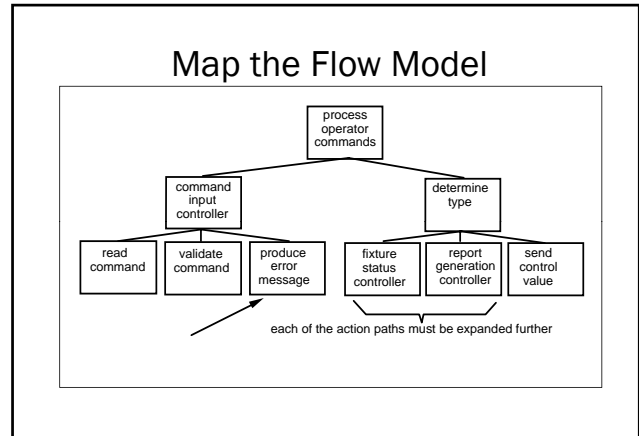 Map the Flow Model
process
operator
commands
command
input
controller
determine
type
read
command
validate
command
produce
error
message
fixture
status
controller
report
generation
controller
send
control
value
each of the action paths must be expanded further